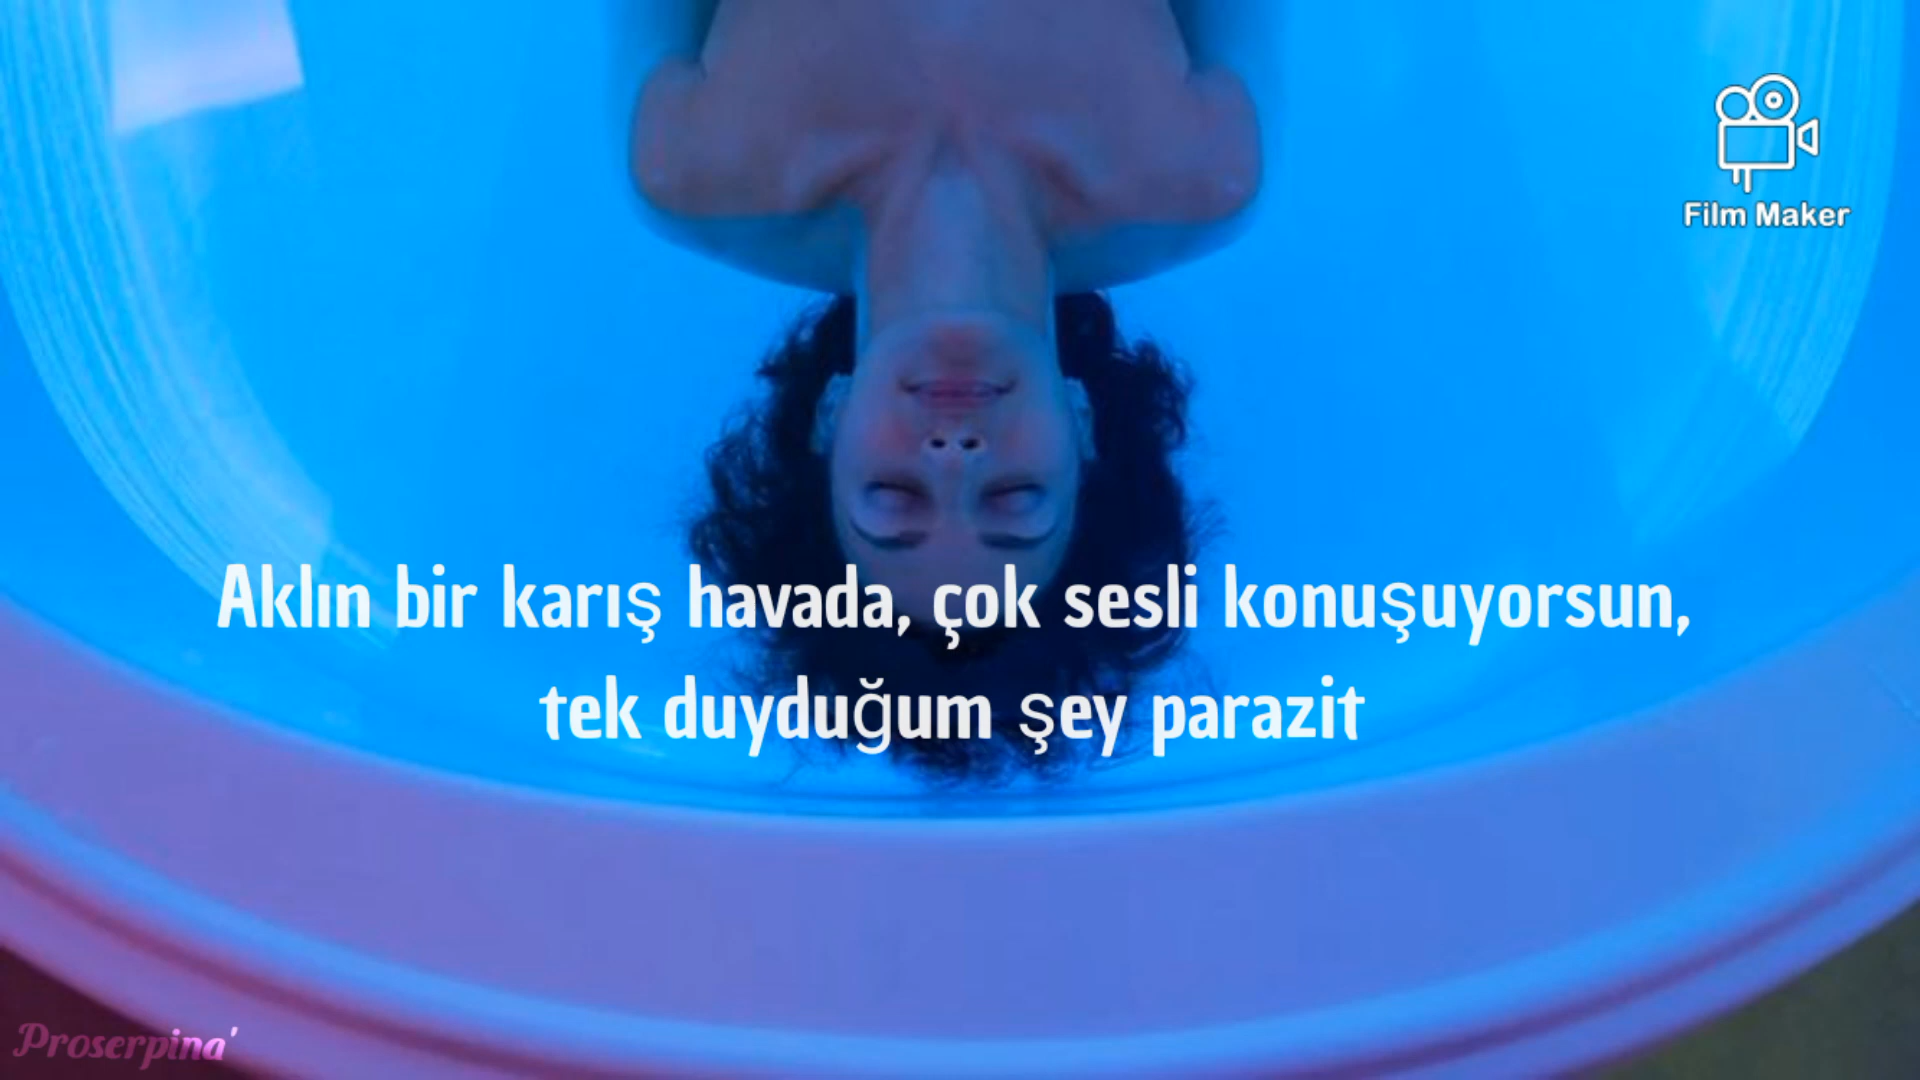 Film Maker
Aklın bir karış havada, çok sesli konuşuyorsun,
tek duyduğum şey parazit
Proserpina'